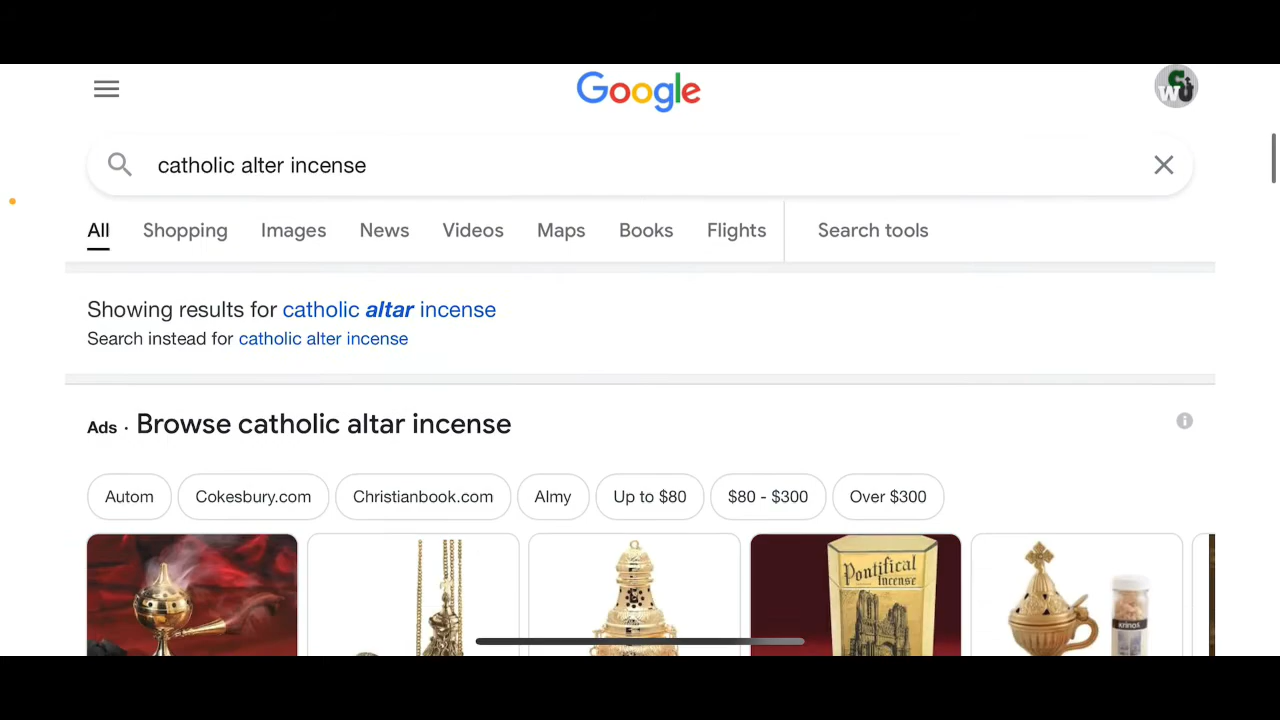 Google
catholic alter incense
All Shopping Images News Videos Maps Books Flights Search tools
Showing results for catholic altar incense
Search instead for catholic alter incense
Ads · Browse catholic altar incense
Autom Cokesbury.com Christianbook.com Almy Up to $80 $80 - $300 Over $300
Pontifical
Incense
krinos